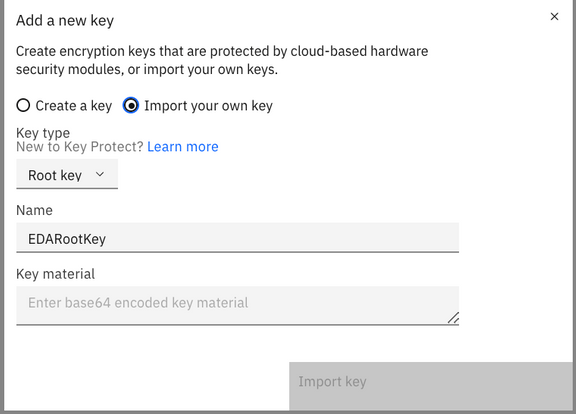 Add a new key
Create encryption keys that are protected by cloud-based hardware
security modules, or import your own keys.
Create a key Import your own key
Key type
New to Key Protect? Learn more
Root key
Name
EDARootKey
Key material
Enter base64 encoded key material
Import key